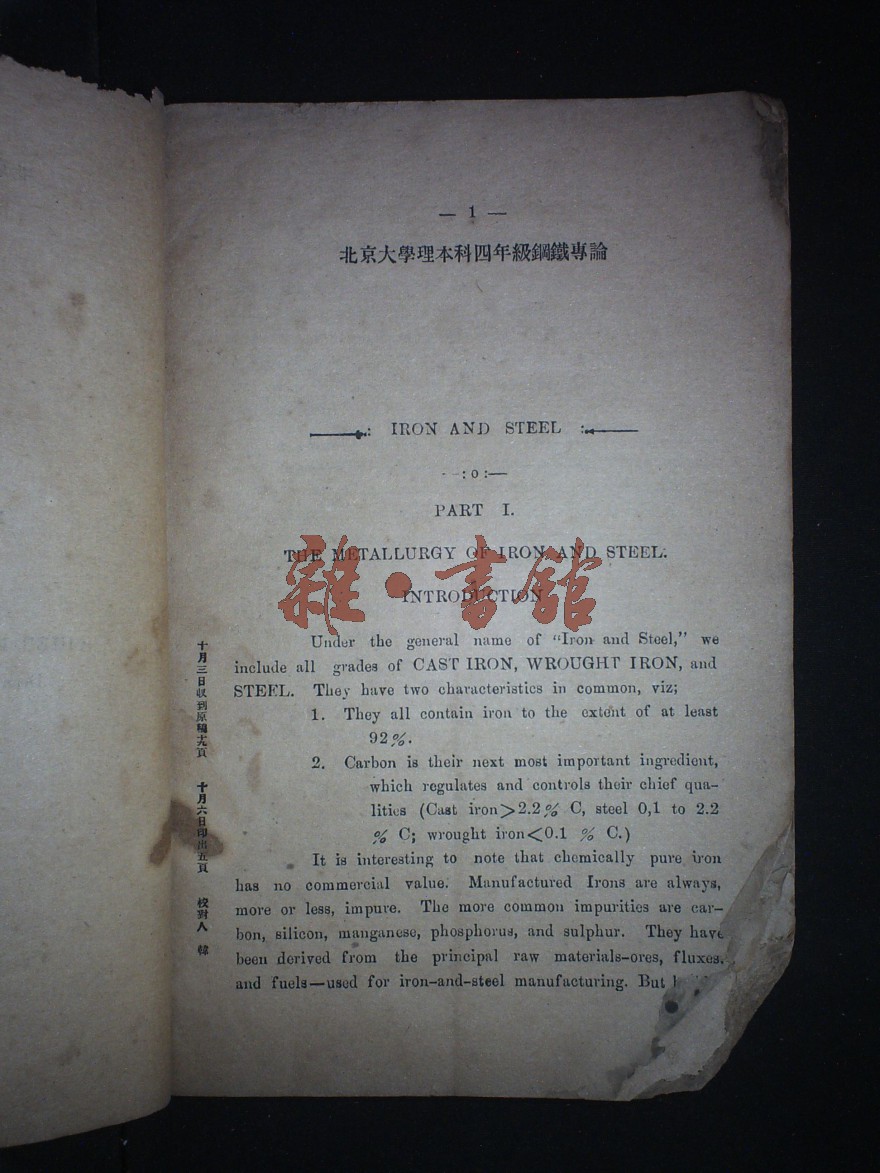 — 1 —
北京大學理本科四年級鋼鐵專論
IRON AND STEEL
—:o:—
PART I.
THE METALLURGY OF IRON AND STEEL.
雜·書館
INTRODUCTION
Under the general name of "Iron and Steel," we
include all grades of CAST IRON, WROUGHT IRON, and
STEEL. They have two characteristics in common, viz;
1. They all contain iron to the extent of at least
92%.
2. Carbon is their next most important ingredient,
which regulates and controls their chief qua-
lities (Cast iron>2.2% C, steel 0,1 to 2.2
% C; wrought iron<0.1 % C.)
It is interesting to note that chemically pure iron
has no commercial value. Manufactured Irons are always,
more or less, impure. The more common impurities are car-
bon, silicon, manganese, phosphorus, and sulphur. They have
been derived from the principal raw materials-ores, fluxes,
and fuels—used for iron-and-steel manufacturing. But
十月三日收到原稿十九頁 十月六日印出五頁 校對人 韓